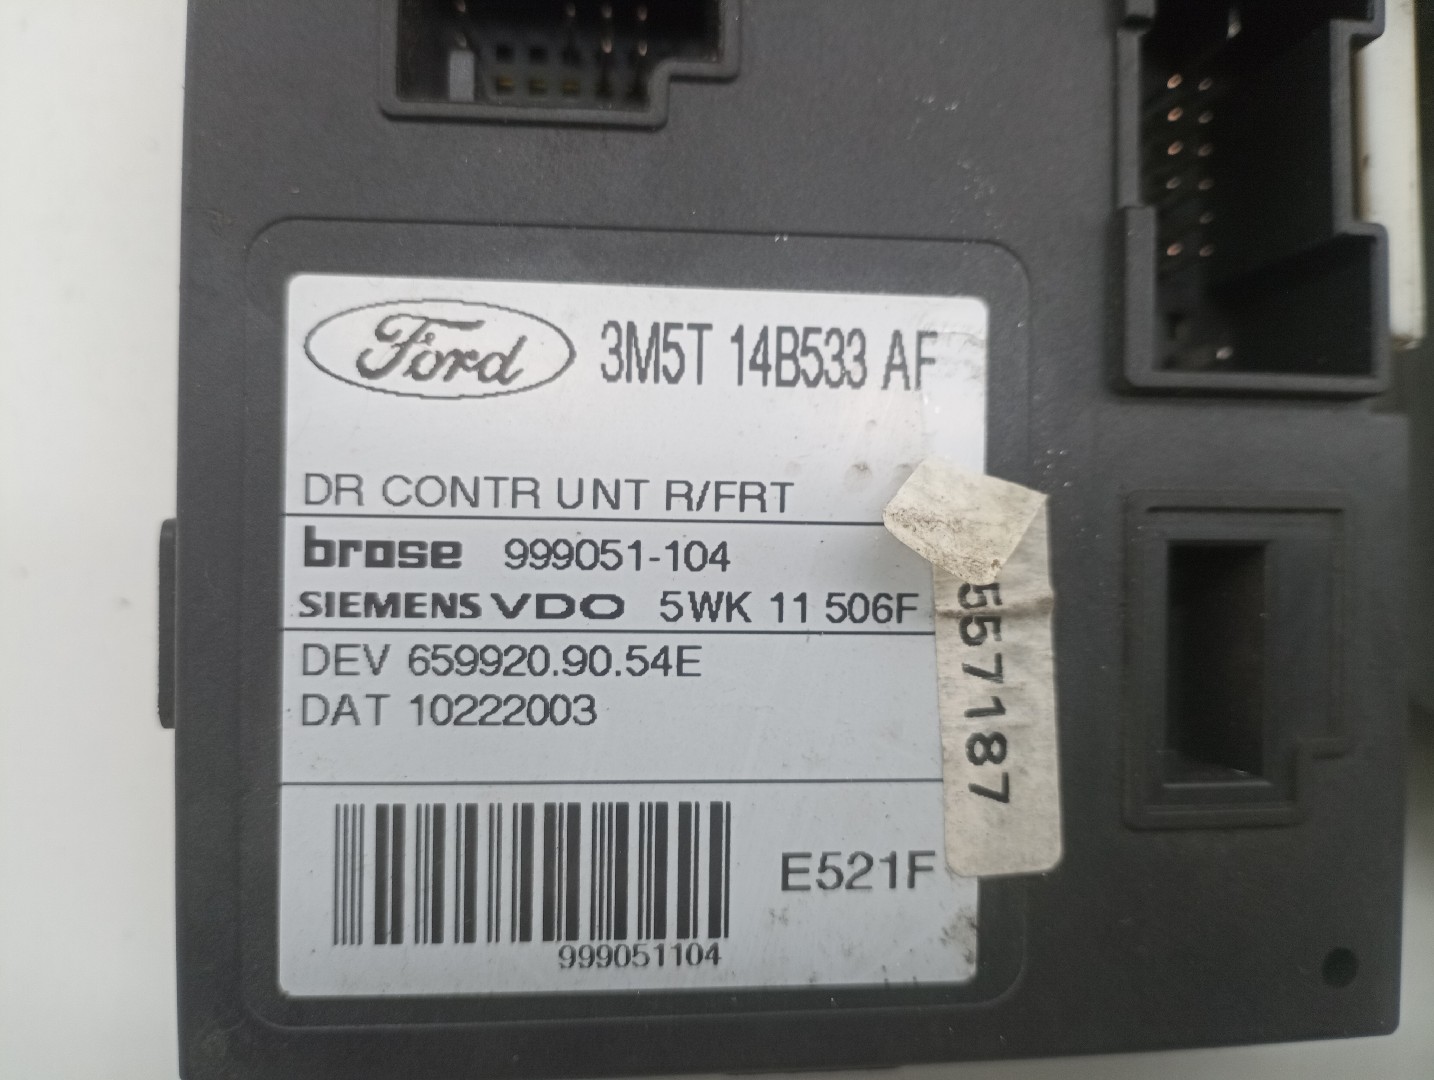 Ford 3M5T 14B533 AF
DR CONTR UNT R/FRT
brose 999051-104
SIEMENS VDO 5WK 11 506F
DEV 659920.90.54E
DAT 10222003
E521F
999051104
557187